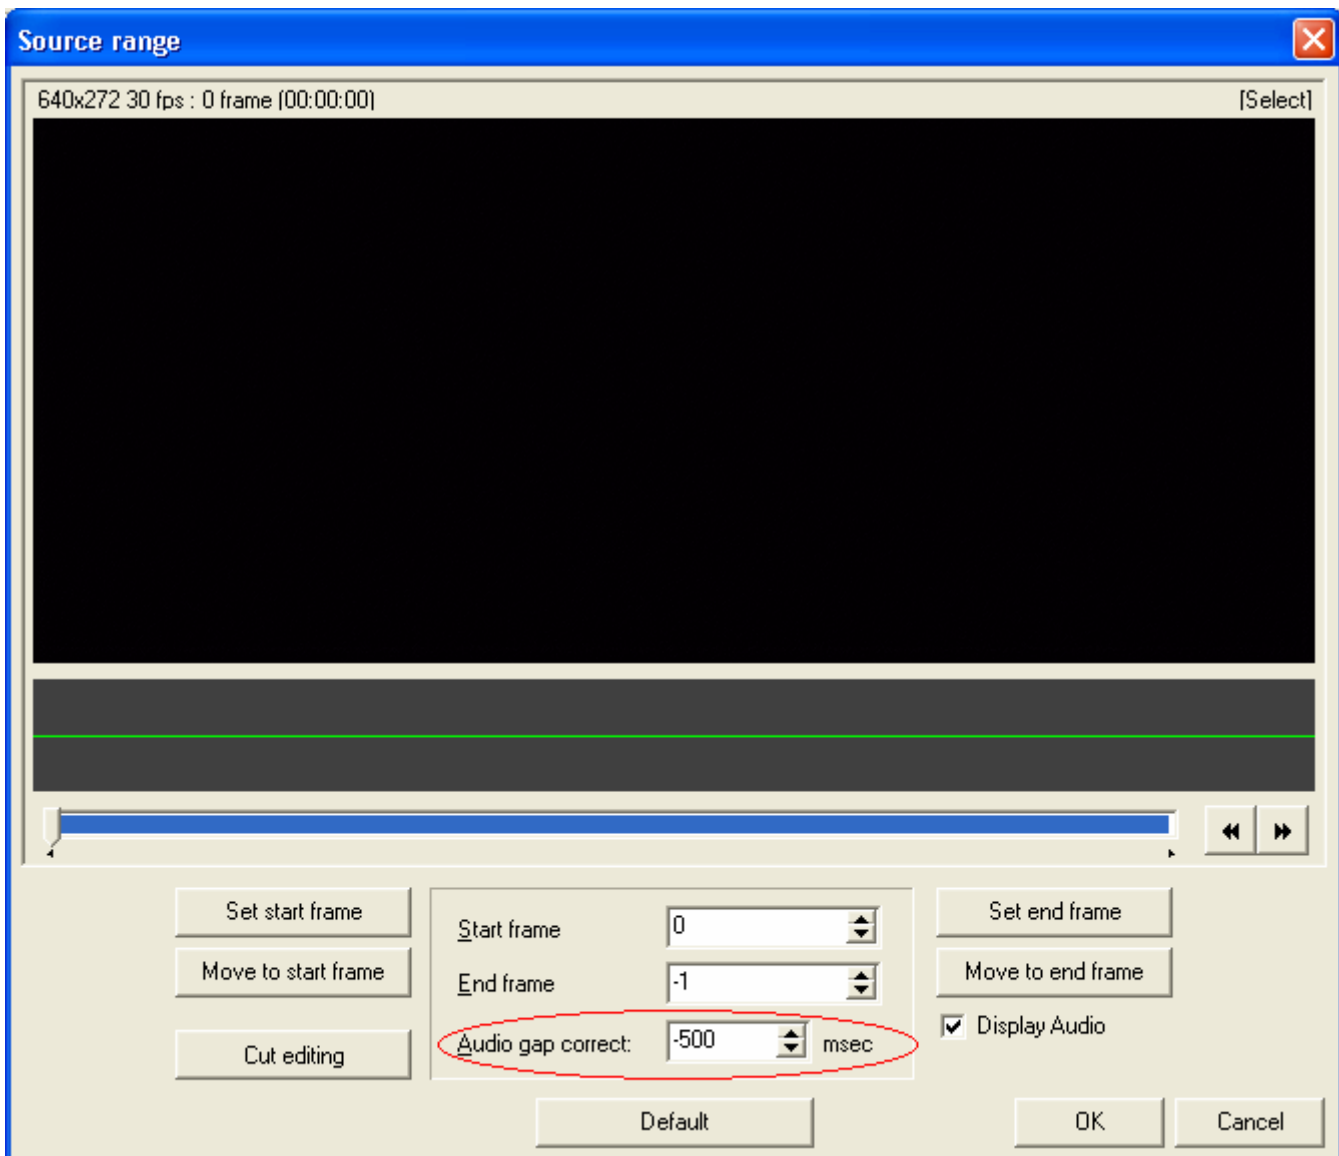 Source range
640x272 30 fps : 0 frame (00:00:00) [Select]
Set start frame
Move to start frame
Cut editing
Start frame 0
End frame -1
Audio gap correct: -500 msec
Set end frame
Move to end frame
Display Audio
Default
OK
Cancel